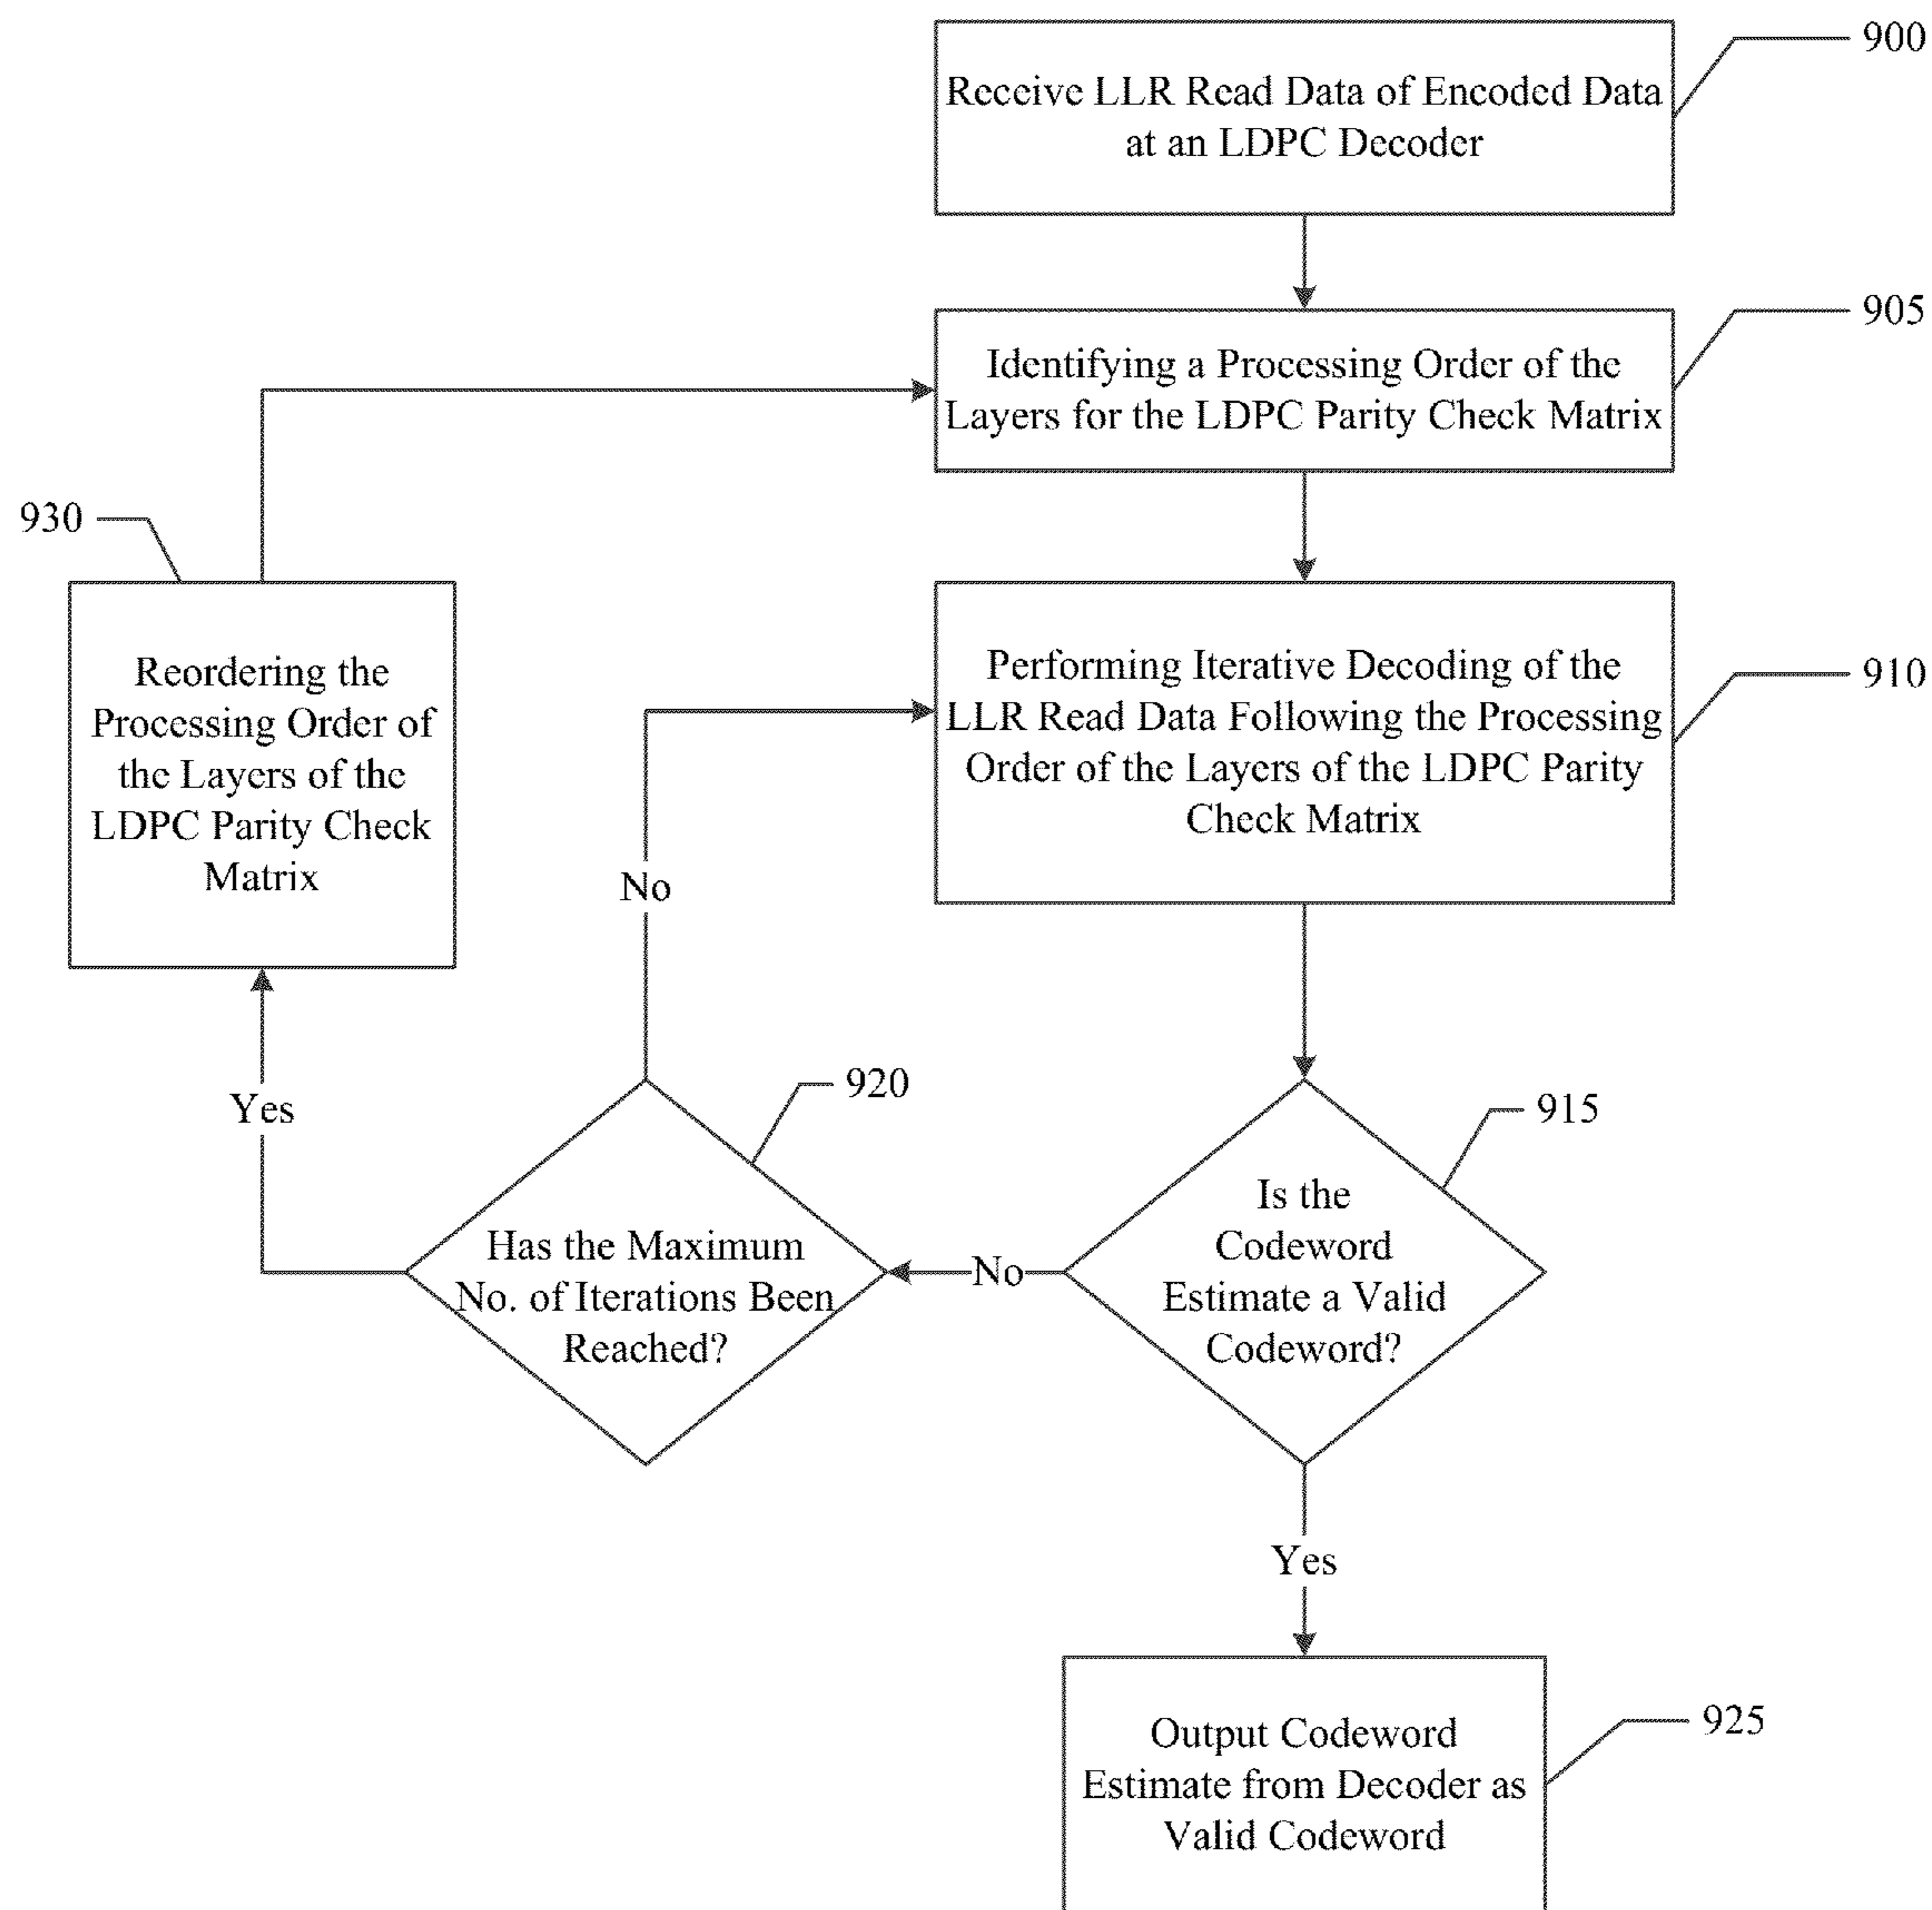 900
Receive LLR Read Data of Encoded Data
at an LDPC Decoder
905
Identifying a Processing Order of the
Layers for the LDPC Parity Check Matrix
930
Reordering the
Processing Order of
the Layers of the
LDPC Parity Check
Matrix
910
Performing Iterative Decoding of the
LLR Read Data Following the Processing
Order of the Layers of the LDPC Parity
Check Matrix
No
Yes
920
Has the Maximum
No. of Iterations Been
Reached?
No
915
Is the
Codeword
Estimate a Valid
Codeword?
Yes
925
Output Codeword
Estimate from Decoder as
Valid Codeword